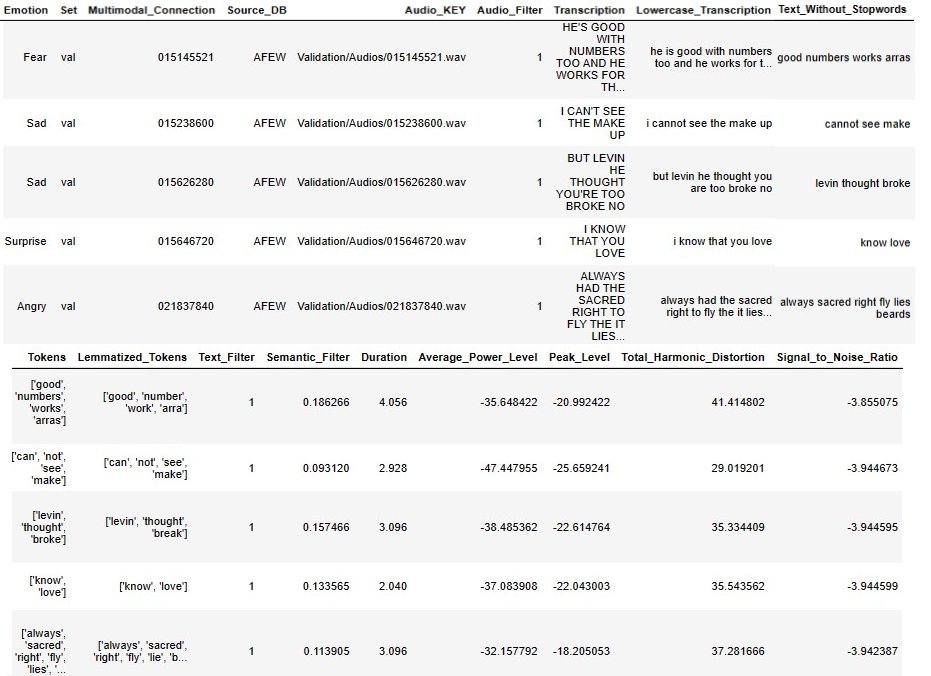 Emotion Set Multimodal_Connection Source_DB Audio_KEY Audio_Filter Transcription Lowercase_Transcription Text_Without_Stopwords
Fear val 015145521 AFEW Validation/Audios/015145521.wav 1 HE'S GOOD WITH NUMBERS TOO AND HE WORKS FOR TH... he is good with numbers too and he works for t... good numbers works arras
Sad val 015238600 AFEW Validation/Audios/015238600.wav 1 I CAN'T SEE THE MAKE UP i cannot see the make up cannot see make
Sad val 015626280 AFEW Validation/Audios/015626280.wav 1 BUT LEVIN HE THOUGHT YOU'RE TOO BROKE NO but levin he thought you are too broke no levin thought broke
Surprise val 015646720 AFEW Validation/Audios/015646720.wav 1 I KNOW THAT YOU LOVE i know that you love know love
Angry val 021837840 AFEW Validation/Audios/021837840.wav 1 ALWAYS HAD THE SACRED RIGHT TO FLY THE IT LIES... always had the sacred right to fly the it lies... always sacred right fly lies beards
Tokens Lemmatized_Tokens Text_Filter Semantic_Filter Duration Average_Power_Level Peak_Level Total_Harmonic_Distortion Signal_to_Noise_Ratio
['good', 'numbers', 'works', 'arras'] ['good', 'number', 'work', 'arra'] 1 0.186266 4.056 -35.648422 -20.992422 41.414802 -3.855075
['can', 'not', 'see', 'make'] ['can', 'not', 'see', 'make'] 1 0.093120 2.928 -47.447955 -25.659241 29.019201 -3.944673
['levin', 'thought', 'broke'] ['levin', 'thought', 'break'] 1 0.157466 3.096 -38.485362 -22.614764 35.334409 -3.944595
['know', 'love'] ['know', 'love'] 1 0.133565 2.040 -37.083908 -22.043003 35.543562 -3.944599
['always', 'sacred', 'right', 'fly', 'lies', '... ['always', 'sacred', 'right', 'fly', 'lie', 'b... 1 0.113905 3.096 -32.157792 -18.205053 37.281666 -3.942387